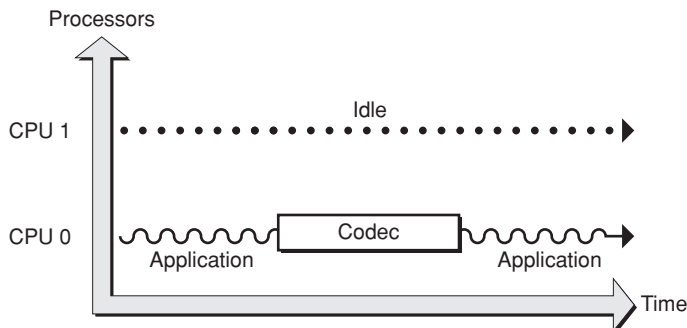 Processors
Idle
CPU 1
CPU 0
Codec
Application
Application
Time